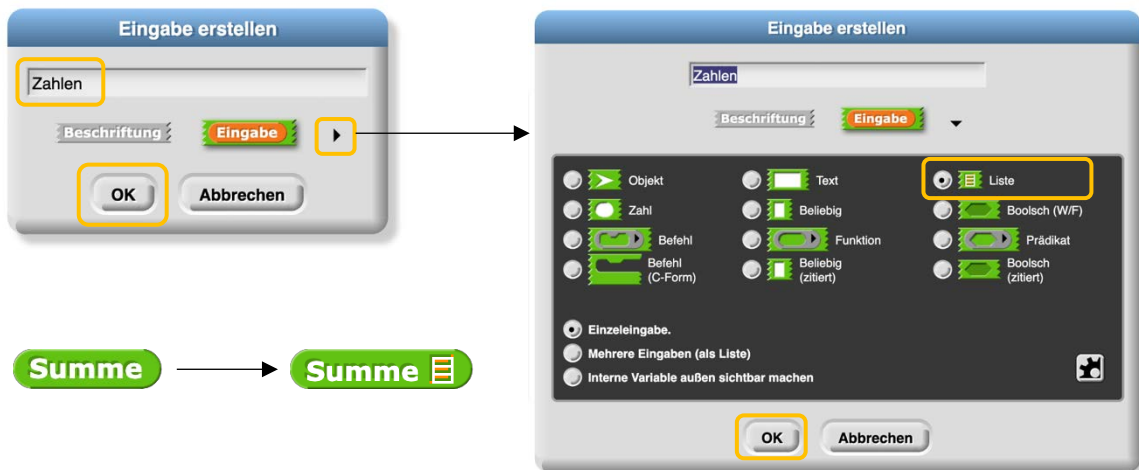 Eingabe erstellen
Zahlen
Beschriftung Eingabe
OK Abbrechen
Summe Summe
Eingabe erstellen
Zahlen
Beschriftung Eingabe
Objekt Text Liste
Zahl Beliebig Boolsch (W/F)
Befehl Funktion Prädikat
Befehl (C-Form) Beliebig (zitiert) Boolsch (zitiert)
Einzeleingabe.
Mehrere Eingaben (als Liste)
Interne Variable außen sichtbar machen
OK Abbrechen